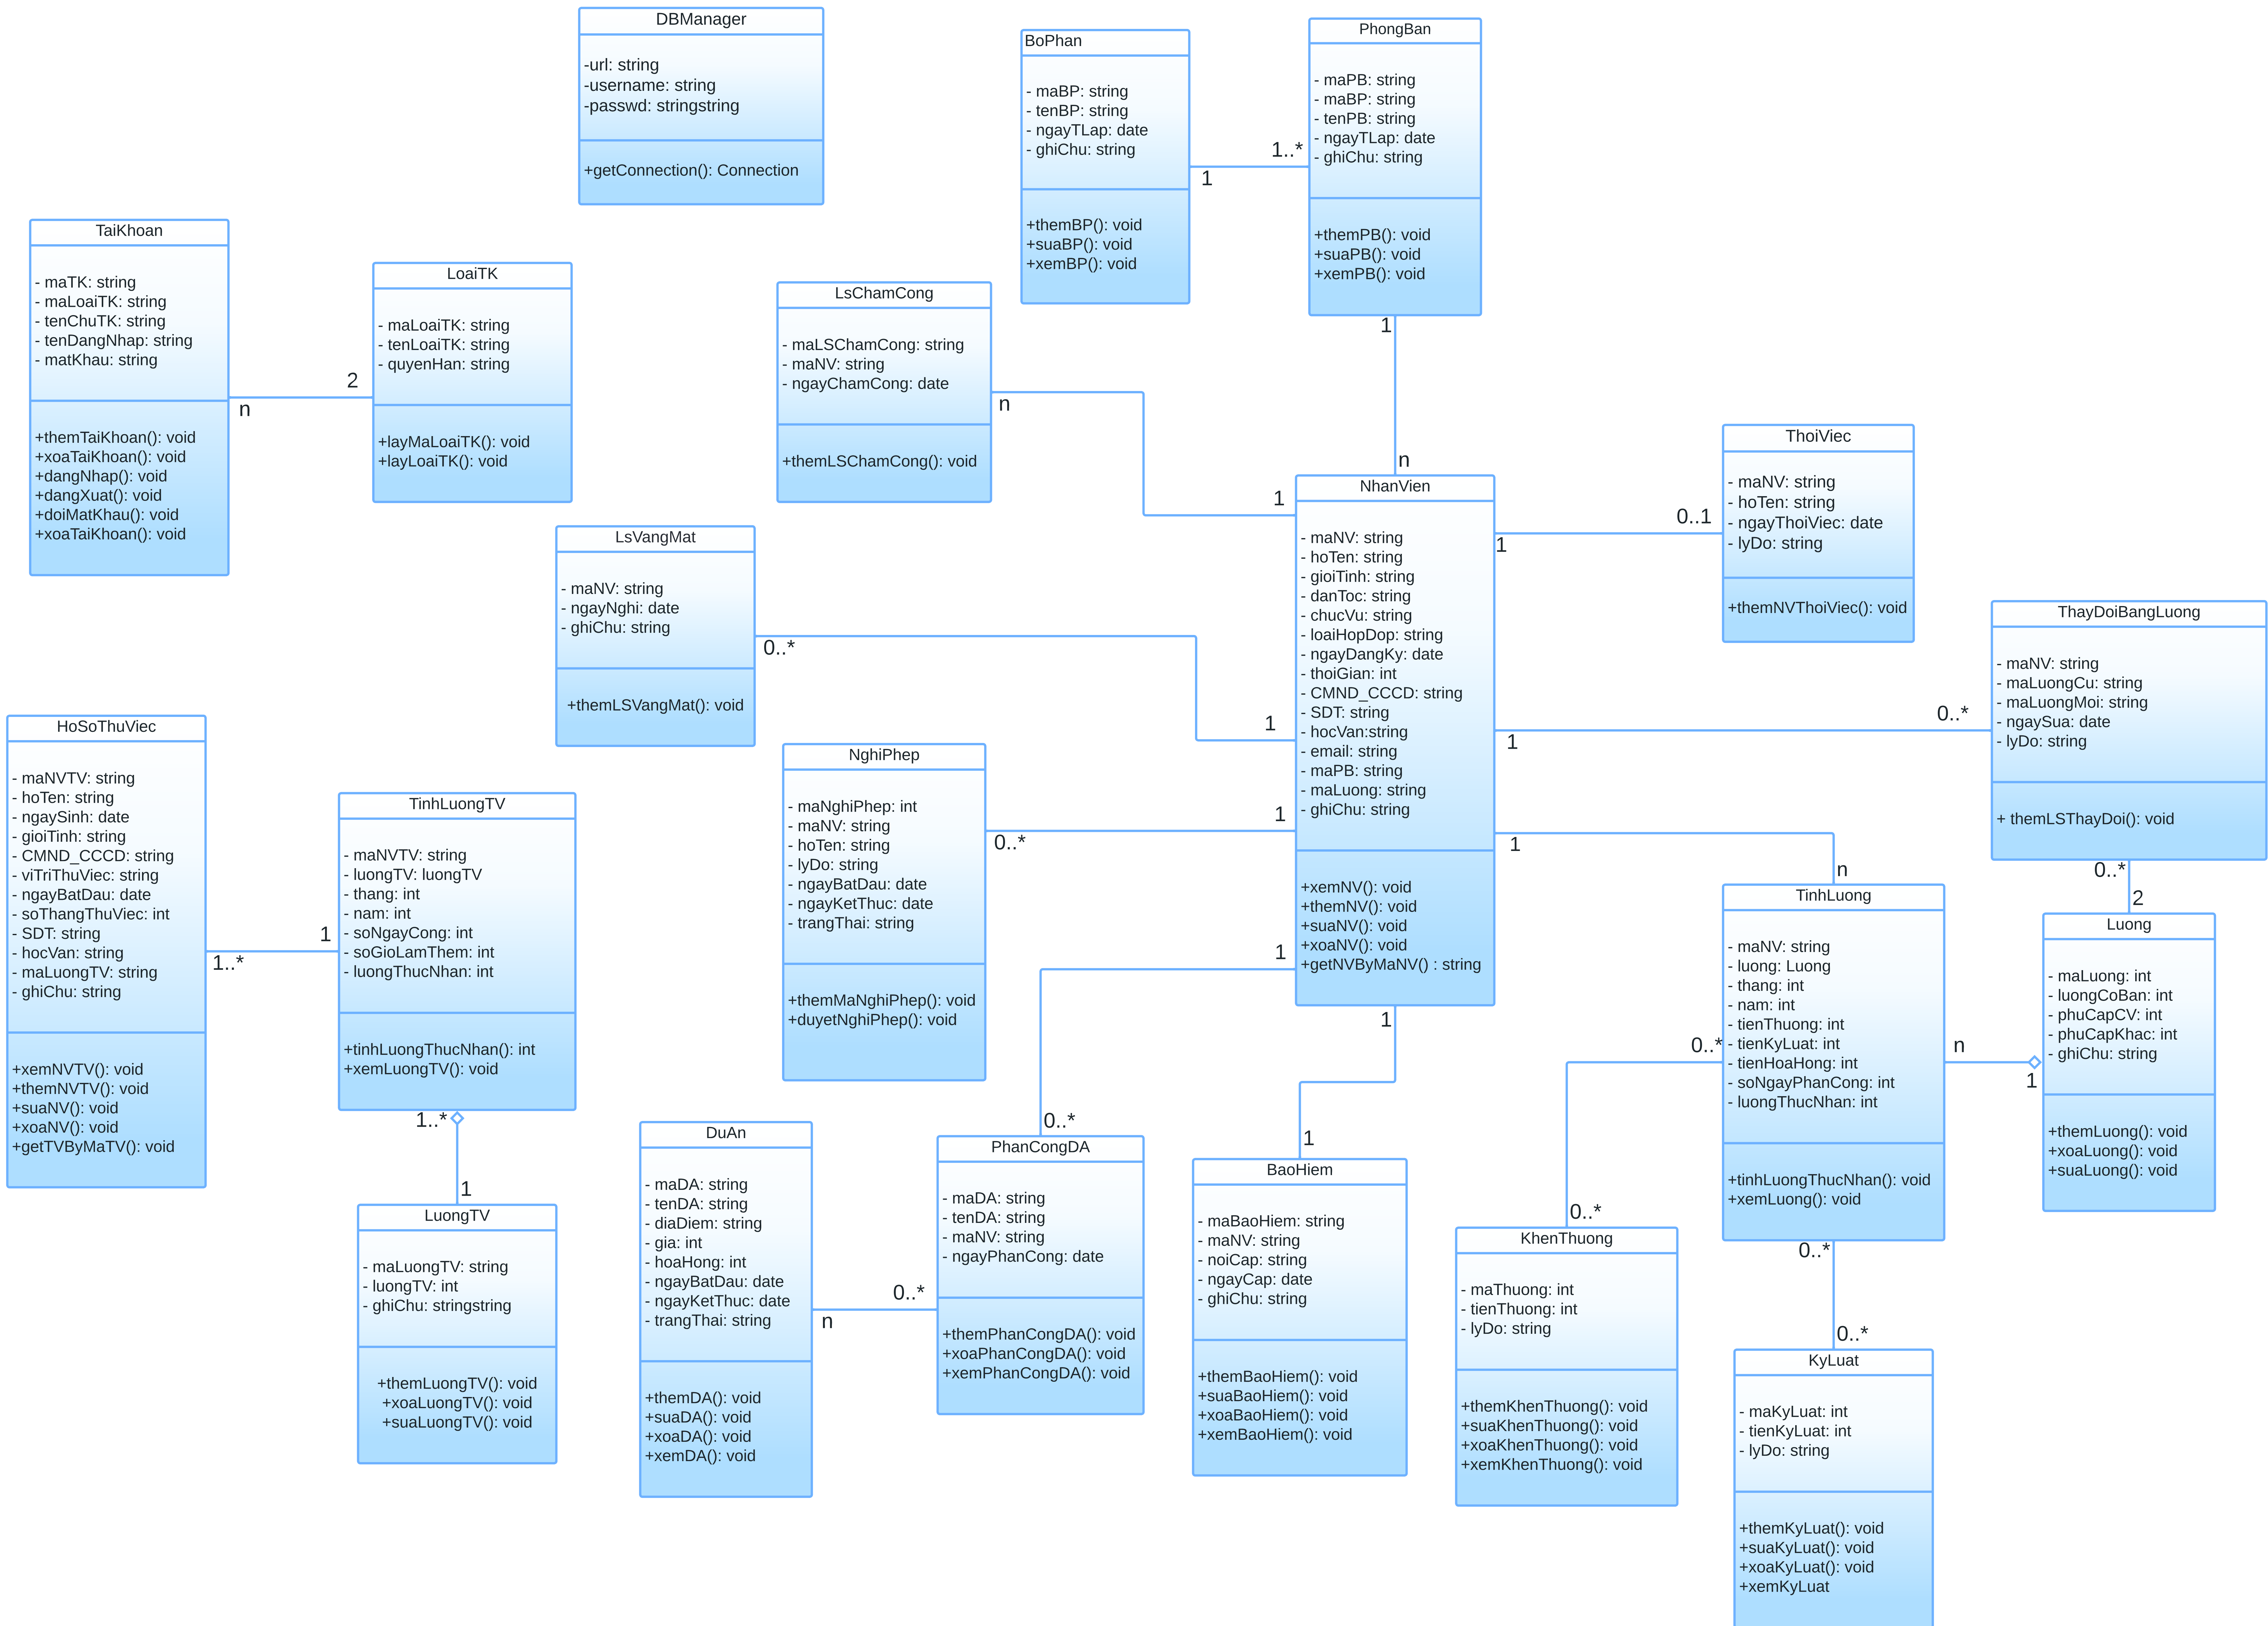 DBManager
-url: string
-username: string
-passwd: stringstring
+getConnection(): Connection
BoPhan
- maBP: string
- tenBP: string
- ngayTLap: date
- ghiChu: string
+themBP(): void
+suaBP(): void
+xemBP(): void
1
1..*
PhongBan
- maPB: string
- maBP: string
- tenPB: string
- ngayTLap: date
- ghiChu: string
+themPB(): void
+suaPB(): void
+xemPB(): void
1
n
TaiKhoan
- maTK: string
- maLoaiTK: string
- tenChuTK: string
- tenDangNhap: string
- matKhau: string
+themTaiKhoan(): void
+xoaTaiKhoan(): void
+dangNhap(): void
+dangXuat(): void
+doiMatKhau(): void
+xoaTaiKhoan(): void
n
2
LoaiTK
- maLoaiTK: string
- tenLoaiTK: string
- quyenHan: string
+layMaLoaiTK(): void
+layLoaiTK(): void
LsChamCong
- maLSChamCong: string
- maNV: string
- ngayChamCong: date
+themLSChamCong(): void
n
1
LsVangMat
- maNV: string
- ngayNghi: date
- ghiChu: string
+themLSVangMat(): void
0..*
1
NhanVien
- maNV: string
- hoTen: string
- gioiTinh: string
- danToc: string
- chucVu: string
- loaiHopDop: string
- ngayDangKy: date
- thoiGian: int
- CMND_CCCD: string
- SDT: string
- hocVan:string
- email: string
- maPB: string
- maLuong: string
- ghiChu: string
+xemNV(): void
+themNV(): void
+suaNV(): void
+xoaNV(): void
+getNVByMaNV() : string
1
0..1
ThoiViec
- maNV: string
- hoTen: string
- ngayThoiViec: date
- lyDo: string
+themNVThoiViec(): void
1
0..*
ThayDoiBangLuong
- maNV: string
- maLuongCu: string
- maLuongMoi: string
- ngaySua: date
- lyDo: string
+ themLSThayDoi(): void
0..*
2
HoSoThuViec
- maNVTV: string
- hoTen: string
- ngaySinh: date
- gioiTinh: string
- CMND_CCCD: string
- viTriThuViec: string
- ngayBatDau: date
- soThangThuViec: int
- SDT: string
- hocVan: string
- maLuongTV: string
- ghiChu: string
+xemNVTV(): void
+themNVTV(): void
+suaNV(): void
+xoaNV(): void
+getTVByMaTV(): void
1..*
1
TinhLuongTV
- maNVTV: string
- luongTV: luongTV
- thang: int
- nam: int
- soNgayCong: int
- soGioLamThem: int
- luongThucNhan: int
+tinhLuongThucNhan(): int
+xemLuongTV(): void
1..*
1
LuongTV
- maLuongTV: string
- luongTV: int
- ghiChu: stringstring
+themLuongTV(): void
+xoaLuongTV(): void
+suaLuongTV(): void
NghiPhep
- maNghiPhep: int
- maNV: string
- hoTen: string
- lyDo: string
- ngayBatDau: date
- ngayKetThuc: date
- trangThai: string
+themMaNghiPhep(): void
+duyetNghiPhep(): void
0..*
1
1
0..*
1
1
1
n
DuAn
- maDA: string
- tenDA: string
- diaDiem: string
- gia: int
- hoaHong: int
- ngayBatDau: date
- ngayKetThuc: date
- trangThai: string
+themDA(): void
+suaDA(): void
+xoaDA(): void
+xemDA(): void
n
0..*
PhanCongDA
- maDA: string
- tenDA: string
- maNV: string
- ngayPhanCong: date
+themPhanCongDA(): void
+xoaPhanCongDA(): void
+xemPhanCongDA(): void
BaoHiem
- maBaoHiem: string
- maNV: string
- noiCap: string
- ngayCap: date
- ghiChu: string
+themBaoHiem(): void
+suaBaoHiem(): void
+xoaBaoHiem(): void
+xemBaoHiem(): void
TinhLuong
- maNV: string
- luong: Luong
- thang: int
- nam: int
- tienThuong: int
- tienKyLuat: int
- tienHoaHong: int
- soNgayPhanCong: int
- luongThucNhan: int
+tinhLuongThucNhan(): void
+xemLuong(): void
n
1
Luong
- maLuong: int
- luongCoBan: int
- phuCapCV: int
- phuCapKhac: int
- ghiChu: string
+themLuong(): void
+xoaLuong(): void
+suaLuong(): void
0..*
0..*
KhenThuong
- maThuong: int
- tienThuong: int
- lyDo: string
+themKhenThuong(): void
+suaKhenThuong(): void
+xoaKhenThuong(): void
+xemKhenThuong(): void
0..*
0..*
KyLuat
- maKyLuat: int
- tienKyLuat: int
- lyDo: string
+themKyLuat(): void
+suaKyLuat(): void
+xoaKyLuat(): void
+xemKyLuat